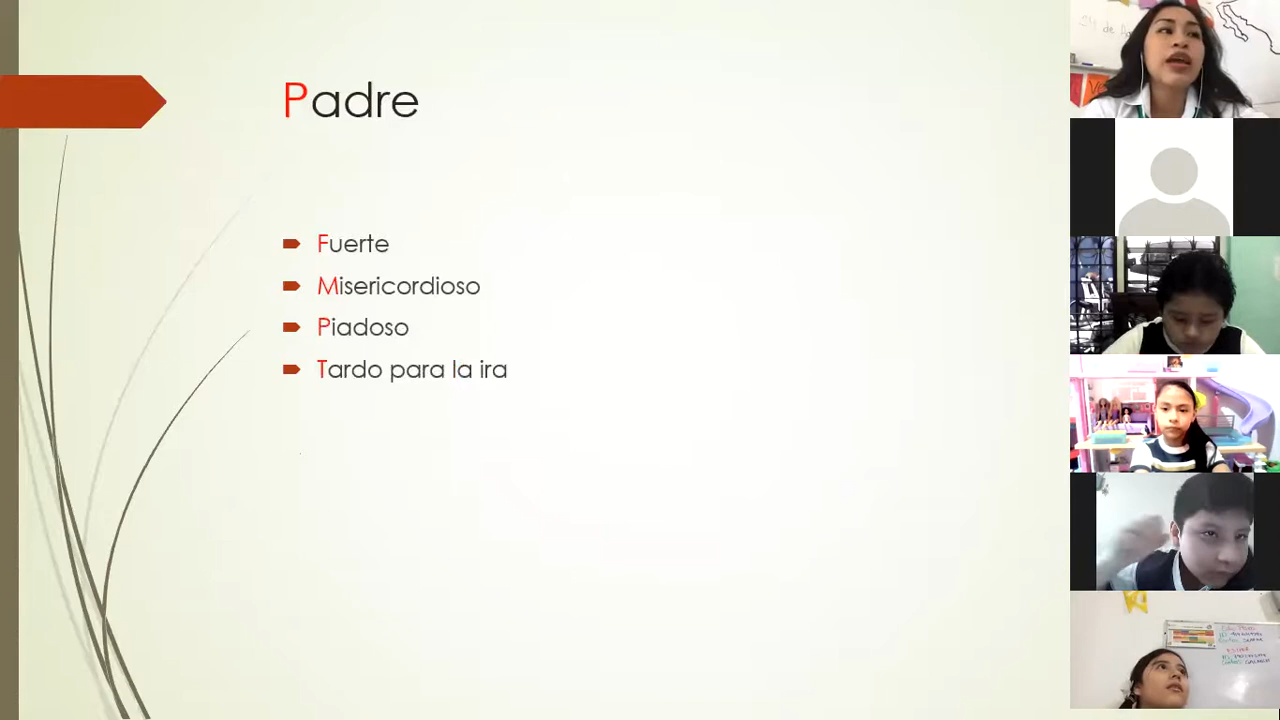 Padre
Fuerte
Misericordioso
Piadoso
Tardo para la ira